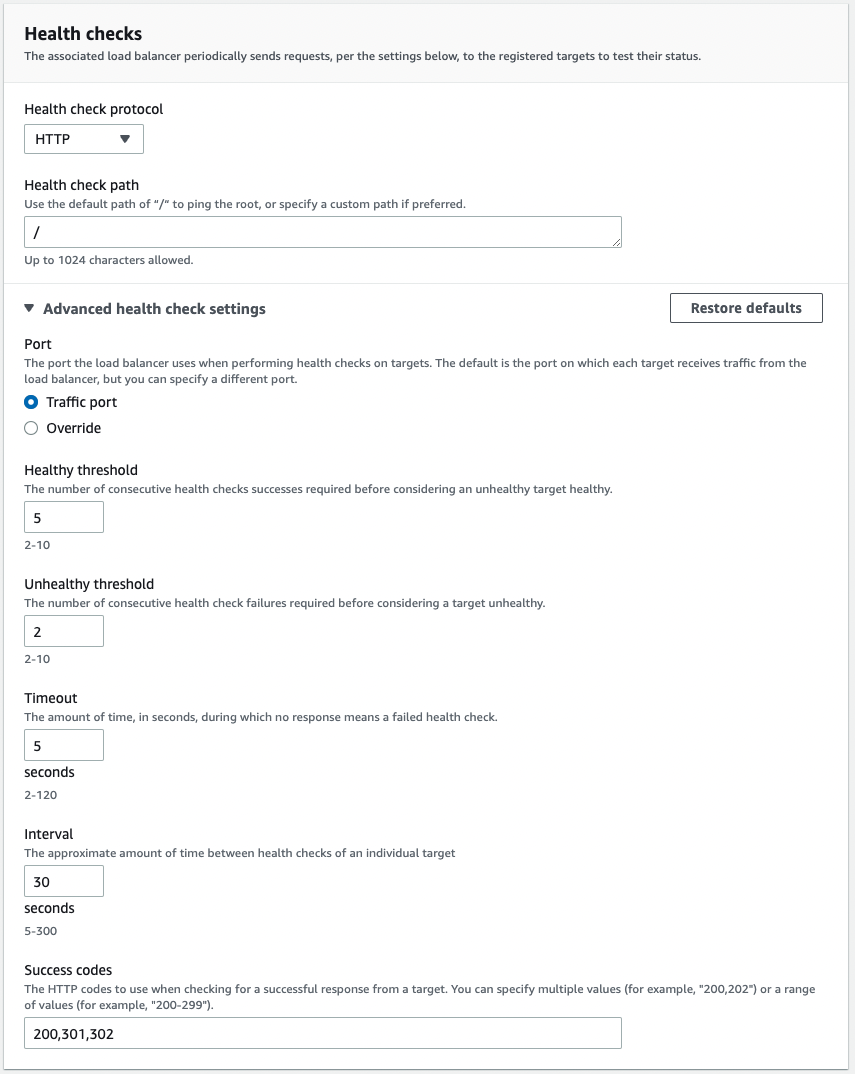 Health checks
The associated load balancer periodically sends requests, per the settings below, to the registered targets to test their status.
Health check protocol
HTTP
Health check path
Use the default path of “/” to ping the root, or specify a custom path if preferred.
/
Up to 1024 characters allowed.
Advanced health check settings
Restore defaults
Port
The port the load balancer uses when performing health checks on targets. The default is the port on which each target receives traffic from the
load balancer, but you can specify a different port.
Traffic port
Override
Healthy threshold
The number of consecutive health checks successes required before considering an unhealthy target healthy.
5
2-10
Unhealthy threshold
The number of consecutive health check failures required before considering a target unhealthy.
2
2-10
Timeout
The amount of time, in seconds, during which no response means a failed health check.
5
seconds
2-120
Interval
The approximate amount of time between health checks of an individual target
30
seconds
5-300
Success codes
The HTTP codes to use when checking for a successful response from a target. You can specify multiple values (for example, "200,202") or a range
of values (for example, "200-299").
200,301,302